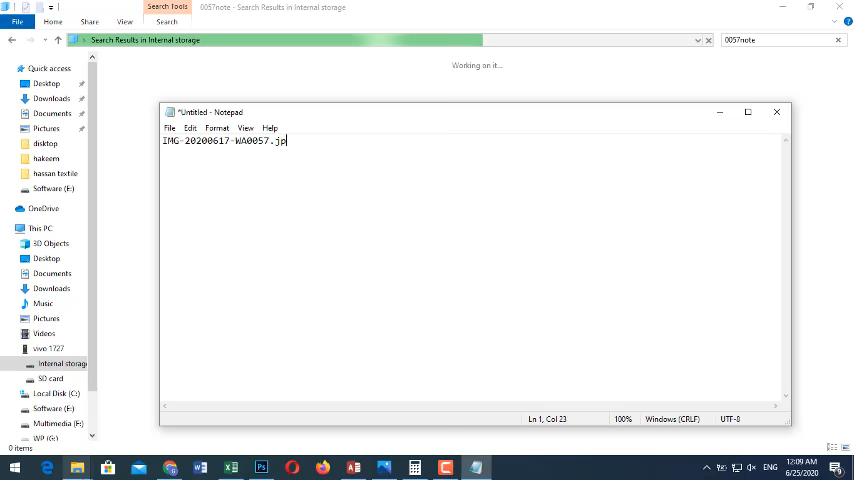 Search Tools
0057note - Search Results in Internal storage
File
Home
Share
View
Search
Search Results in Internal storage
0057note
Working on it...
Quick access
Desktop
Downloads
Documents
Pictures
disktop
hakeem
hassan textile
Software (E:)
OneDrive
This PC
3D Objects
Desktop
Documents
Downloads
Music
Pictures
Videos
vivo 1727
Internal storage
SD card
Local Disk (C:)
Software (E:)
Multimedia (F:)
WP (G:)
0 items
*Untitled - Notepad
File
Edit
Format
View
Help
IMG-20200617-WA0057.jp
Ln 1, Col 23
100%
Windows (CRLF)
UTF-8
ENG
12:09 AM
6/25/2020
9